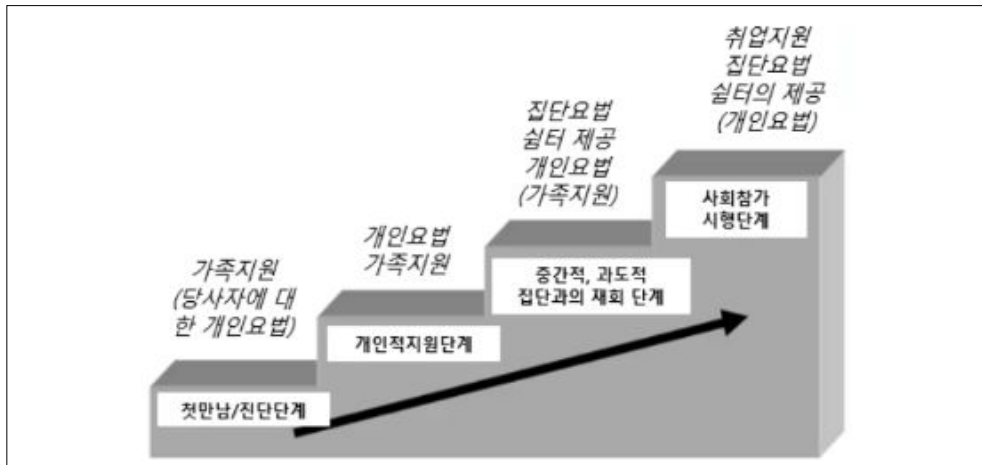 가족지원
(당사자에 대
한 개인요법)
첫만남/진단단계
개인요법
가족지원
개인적지원단계
집단요법
쉼터 제공
개인요법
(가족지원)
중간적, 과도적
집단과의 재회 단계
취업지원
집단요법
쉼터의 제공
(개인요법)
사회참가
시행단계